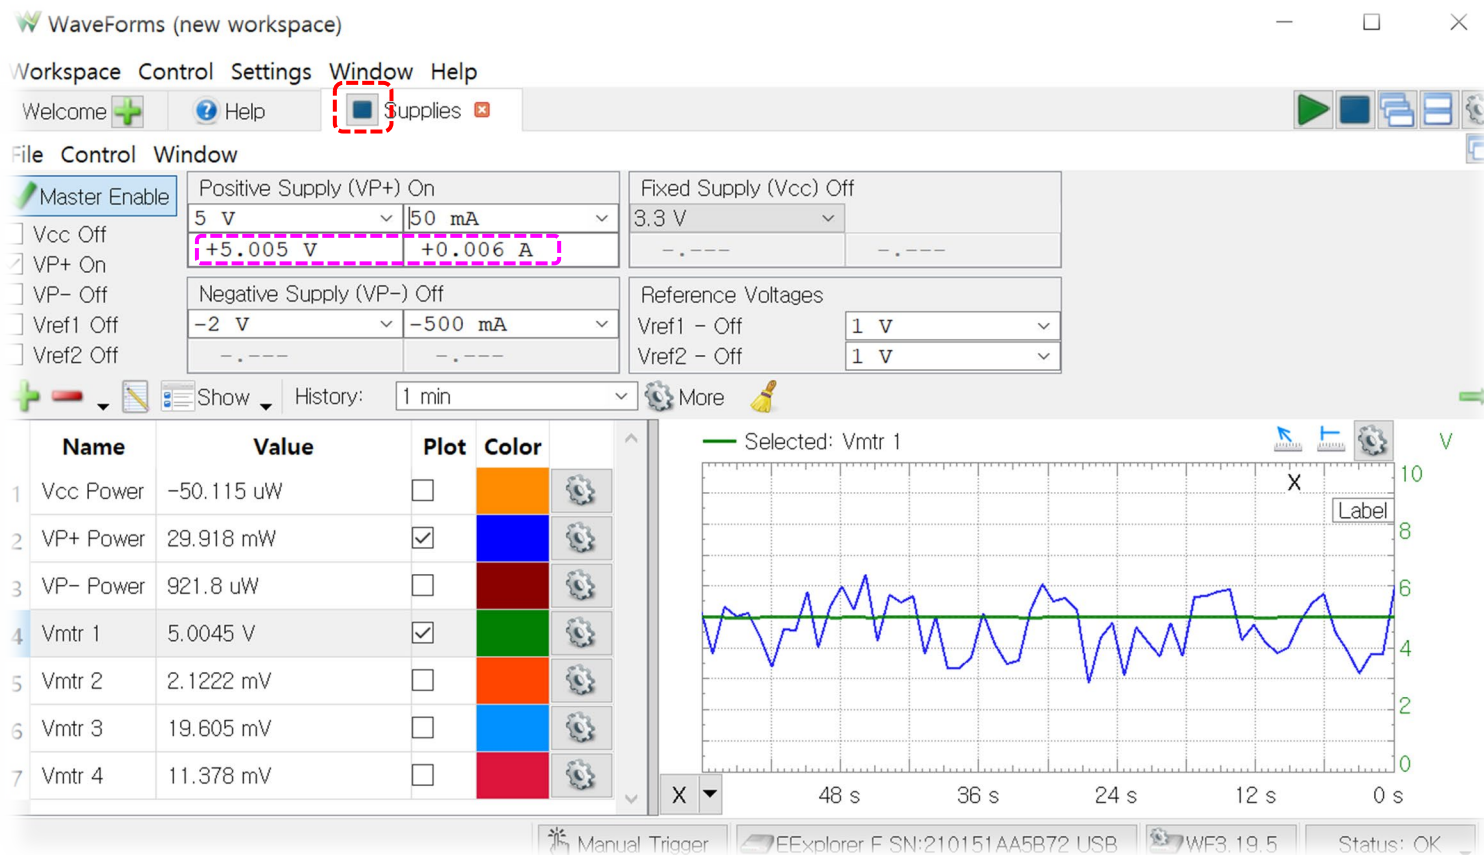 WaveForms (new workspace)
Workspace Control Settings Window Help
Welcome Help Supplies
File Control Window
Master Enable
Vcc Off
VP+ On
VP- Off
Vref1 Off
Vref2 Off
Positive Supply (VP+) On
5 V 50 mA
+5.005 V +0.006 A
Fixed Supply (Vcc) Off
3.3 V
-.--- -.---
Negative Supply (VP-) Off
-2 V -500 mA
-.--- -.---
Reference Voltages
Vref1 - Off 1 V
Vref2 - Off 1 V
Show History: 1 min More
Name Value Plot Color
1 Vcc Power -50.115 uW
2 VP+ Power 29.918 mW
3 VP- Power 921.8 uW
4 Vmtr 1 5.0045 V
5 Vmtr 2 2.1222 mV
6 Vmtr 3 19.605 mV
7 Vmtr 4 11.378 mV
Selected: Vmtr 1 V
X
Label
10
8
6
4
2
0
X 48 s 36 s 24 s 12 s 0 s
Manual Trigger EExplorer F SN:210151AA5B72 USB WF3.19.5 Status: OK